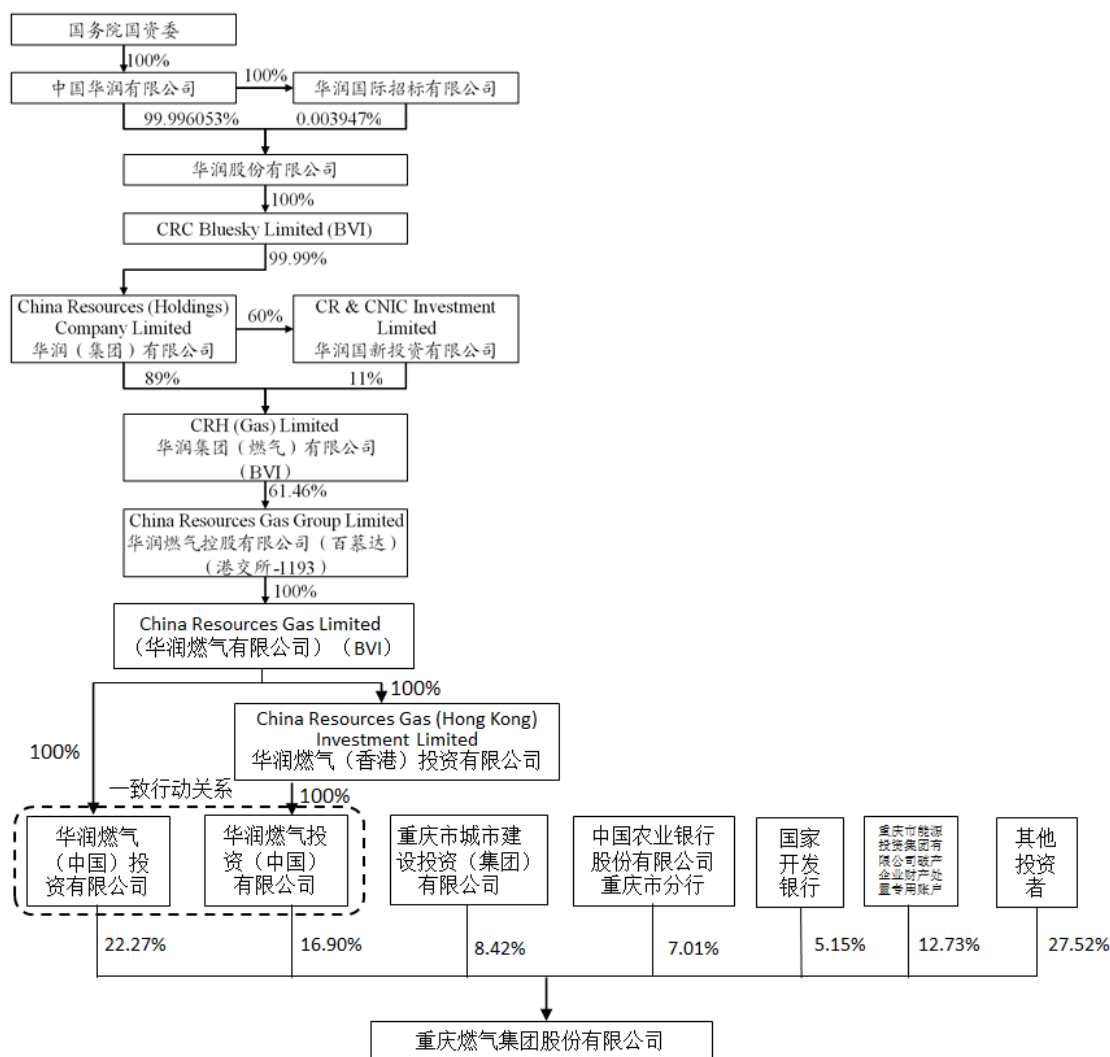 国务院国资委
100%
中国华润有限公司
100%
华润国际招标有限公司
99.996053%
0.003947%
华润股份有限公司
100%
CRC Bluesky Limited (BVI)
99.99%
China Resources (Holdings)
Company Limited
华润（集团）有限公司
60%
CR & CNIC Investment
Limited
华润国新投资有限公司
89%
11%
CRH (Gas) Limited
华润集团（燃气）有限公司
（BVI）
61.46%
China Resources Gas Group Limited
华润燃气控股有限公司（百慕达）
（港交所-1193）
100%
China Resources Gas Limited
（华润燃气有限公司）（BVI）
100%
China Resources Gas (Hong Kong)
Investment Limited
华润燃气（香港）投资有限公司
100%
一致行动关系
100%
华润燃气
（中国）投
资有限公司
华润燃气投
资（中国）
有限公司
重庆市城市建
设投资（集团）
有限公司
中国农业银行
股份有限公司
重庆市分行
国家
开发
银行
重庆市能源
投资集团有
限公司破产
企业财产处
置专用账户
其他
投资
者
22.27%
16.90%
8.42%
7.01%
5.15%
12.73%
27.52%
重庆燃气集团股份有限公司